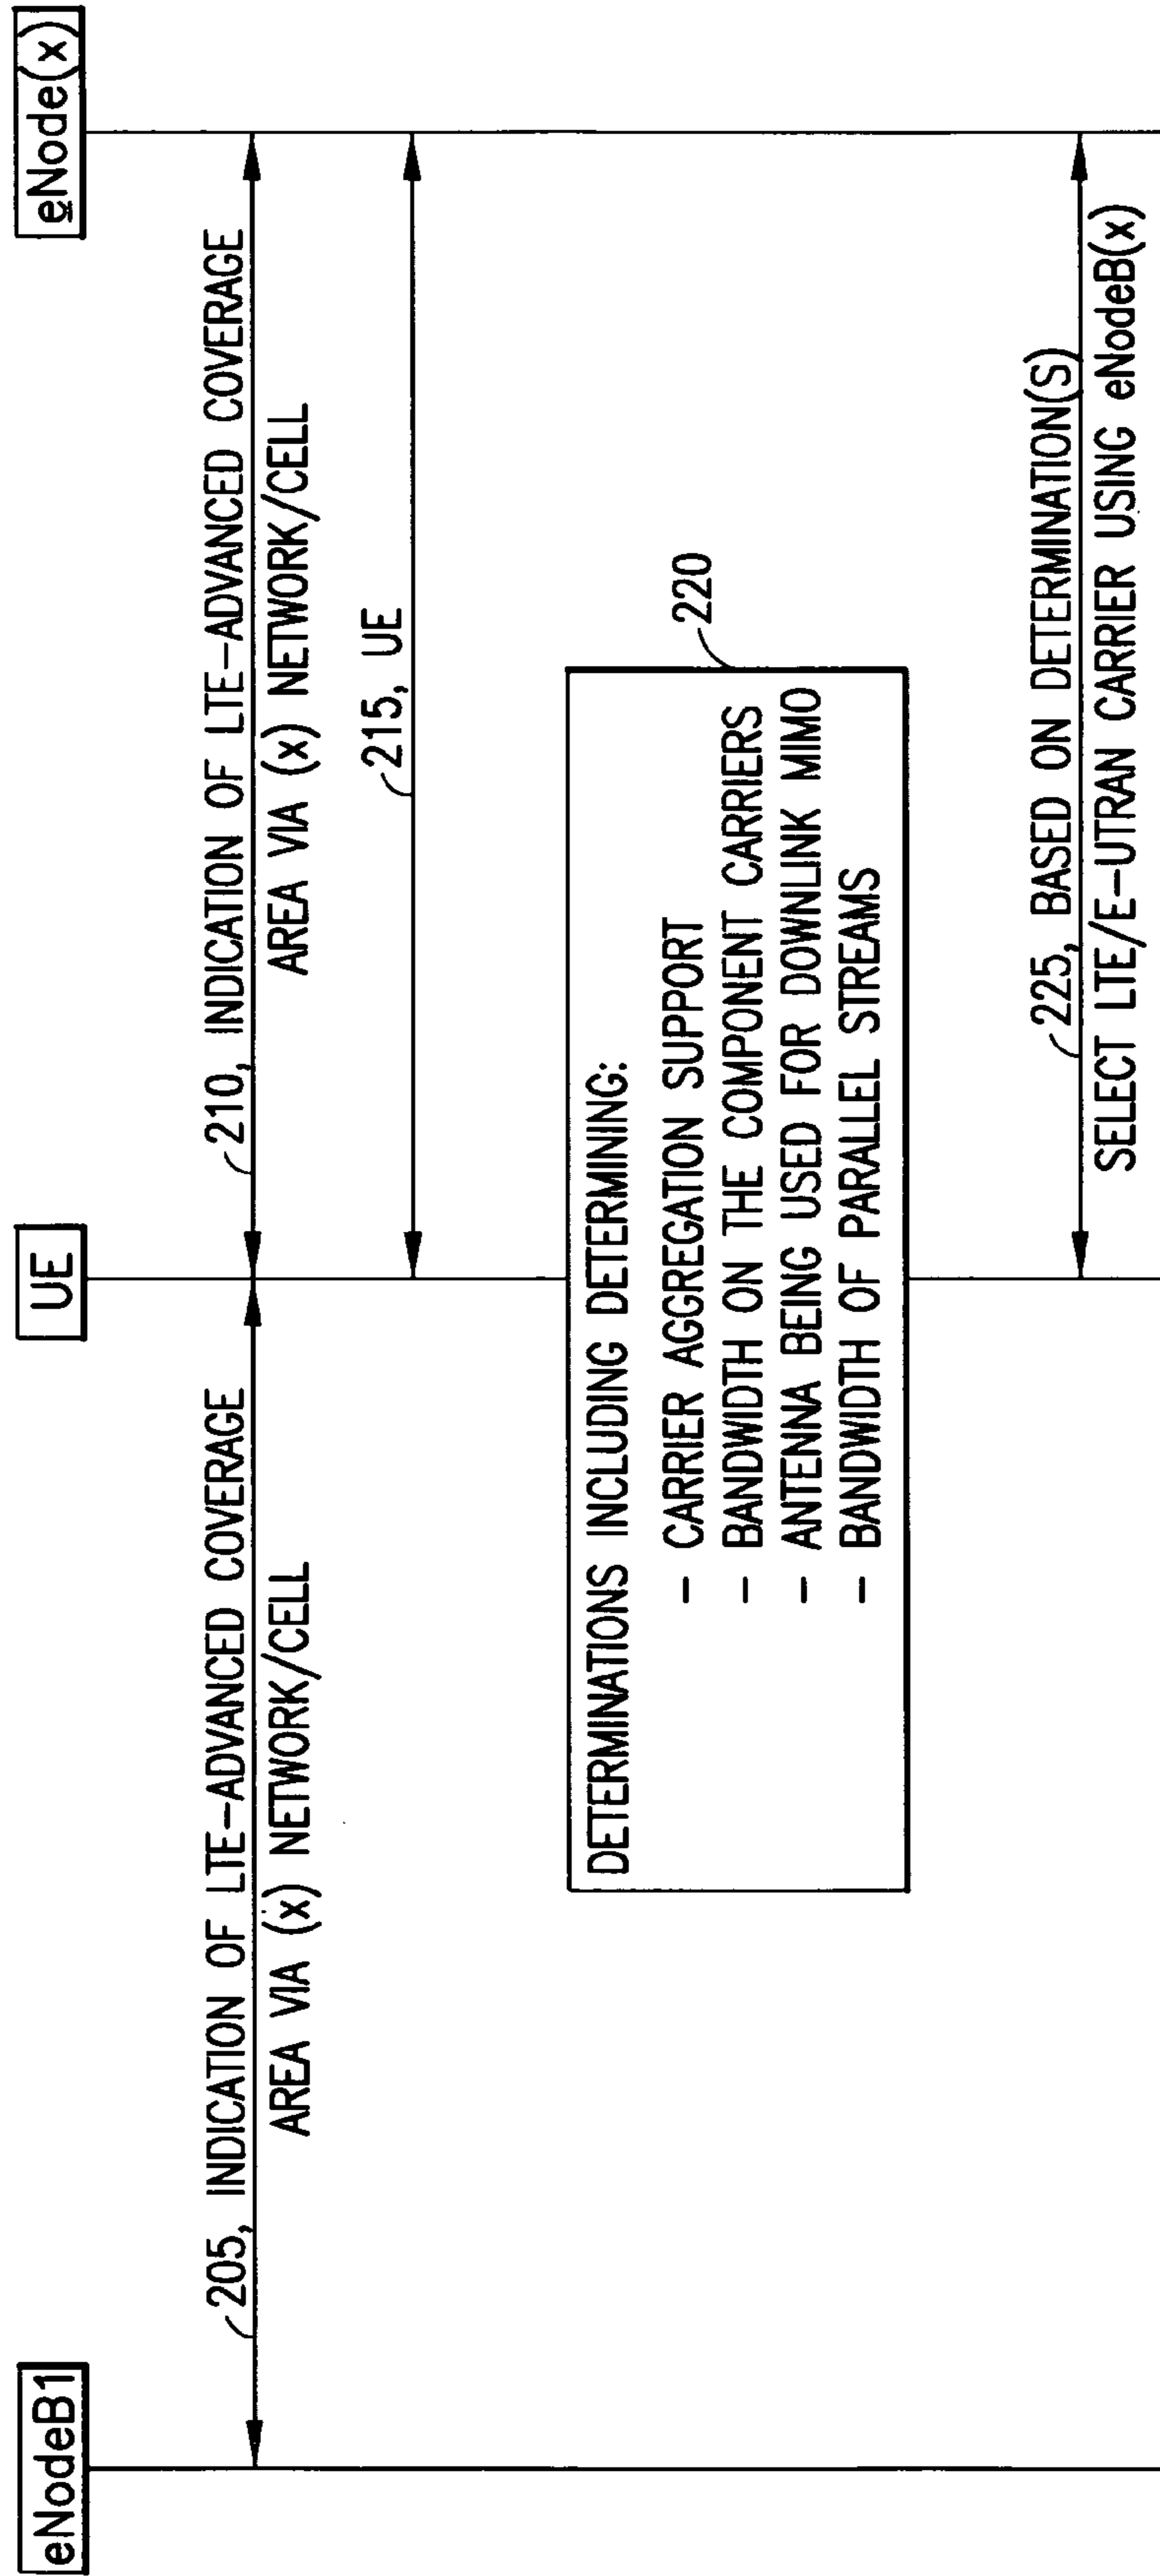 eNodeB1
UE
eNode(x)
205, INDICATION OF LTE-ADVANCED COVERAGE
AREA VIA (x) NETWORK/CELL
210, INDICATION OF LTE-ADVANCED COVERAGE
AREA VIA (x) NETWORK/CELL
215, UE
DETERMINATIONS INCLUDING DETERMINING:
- CARRIER AGGREGATION SUPPORT
- BANDWIDTH ON THE COMPONENT CARRIERS
- ANTENNA BEING USED FOR DOWNLINK MIMO
- BANDWIDTH OF PARALLEL STREAMS
220
225, BASED ON DETERMINATION(S)
SELECT LTE/E-UTRAN CARRIER USING eNodeB(x)